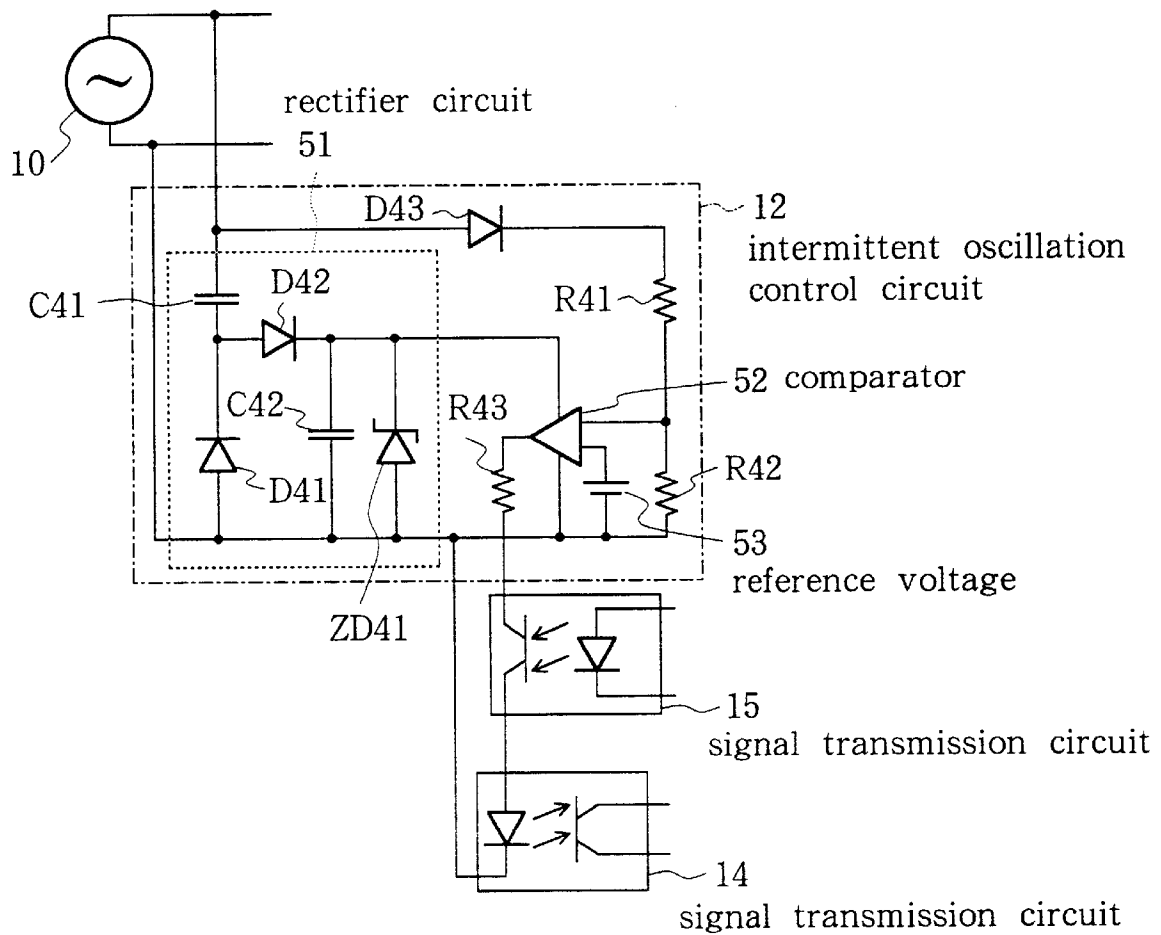 rectifier circuit
51
10
D43
12
intermittent oscillation
control circuit
C41
D42
R41
52 comparator
C42
R43
D41
R42
53
reference voltage
ZD41
15
signal transmission circuit
14
signal transmission circuit